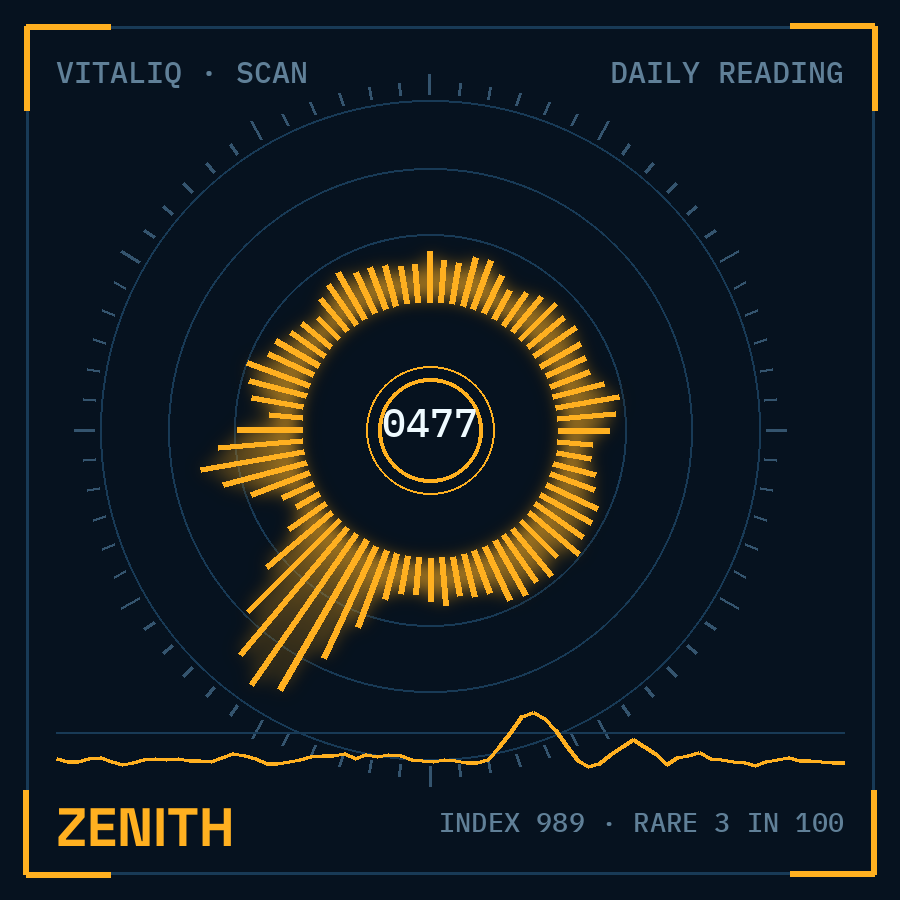 VITALIQ · SCAN
DAILY READING
0477
ZENITH
INDEX 989 · RARE 3 IN 100